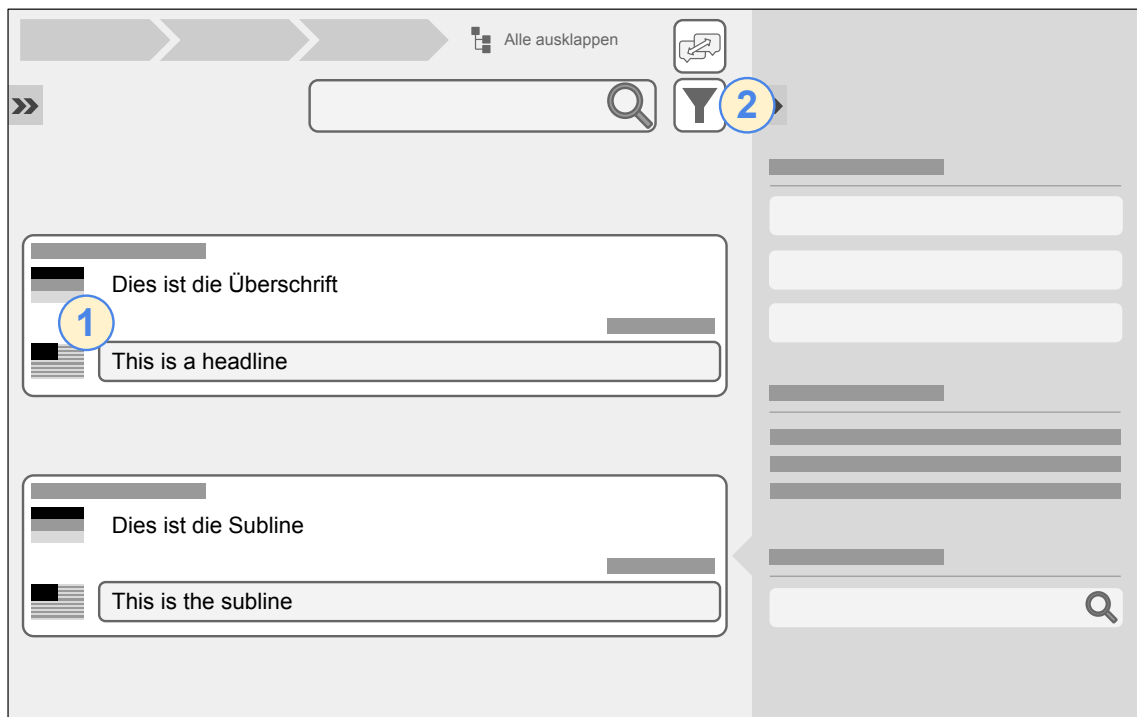 Alle ausklappen
2
Dies ist die Überschrift
1
This is a headline
Dies ist die Subline
This is the subline